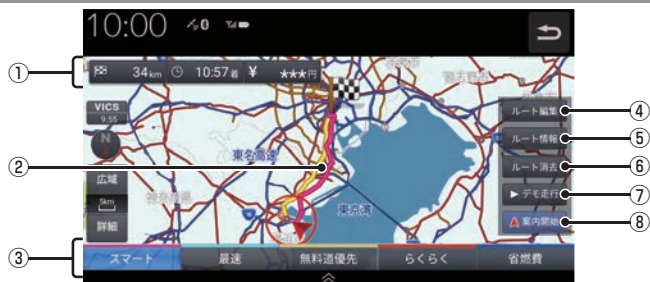 10:00
① 34km 10:57着 ¥ ***円
VICS
9:55
N
④ ルート編集
⑤ ルート情報
② 東名高速
広域
⑥ ルート消去
5km
⑦ デモ走行
東京湾
詳細
⑧ 案内開始
③ スマート 最速 無料道優先 らくらく 省燃費